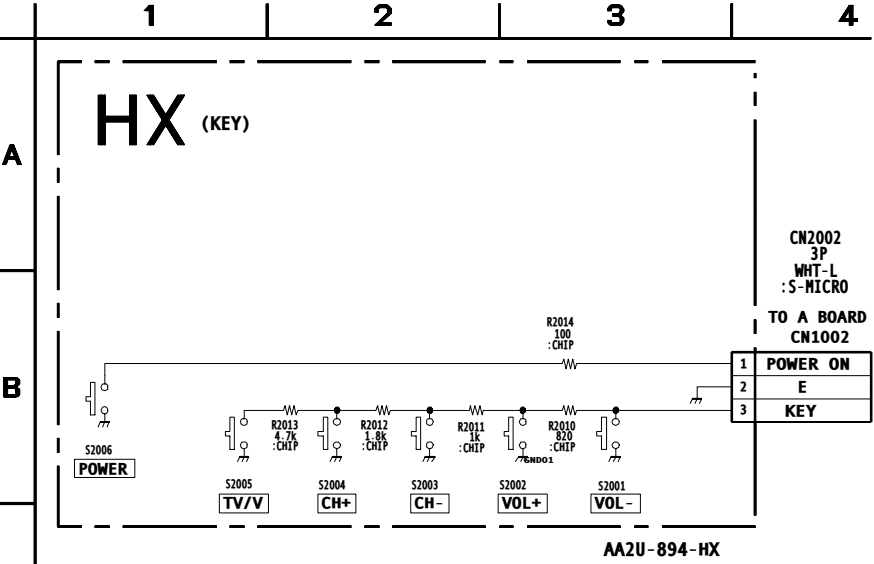 1 2 3 4
A
HX (KEY)
CN2002
3P
WHT-L
:S-MICRO
TO A BOARD
CN1002
R2014
100
:CHIP
1 POWER ON
2 E
3 KEY
B
R2013
4.7k
:CHIP
R2012
1.8k
:CHIP
R2011
1k
:CHIP
R2010
820
:CHIP
GND01
S2006
POWER
S2005
TV/V
S2004
CH+
S2003
CH-
S2002
VOL+
S2001
VOL-
AA2U-894-HX